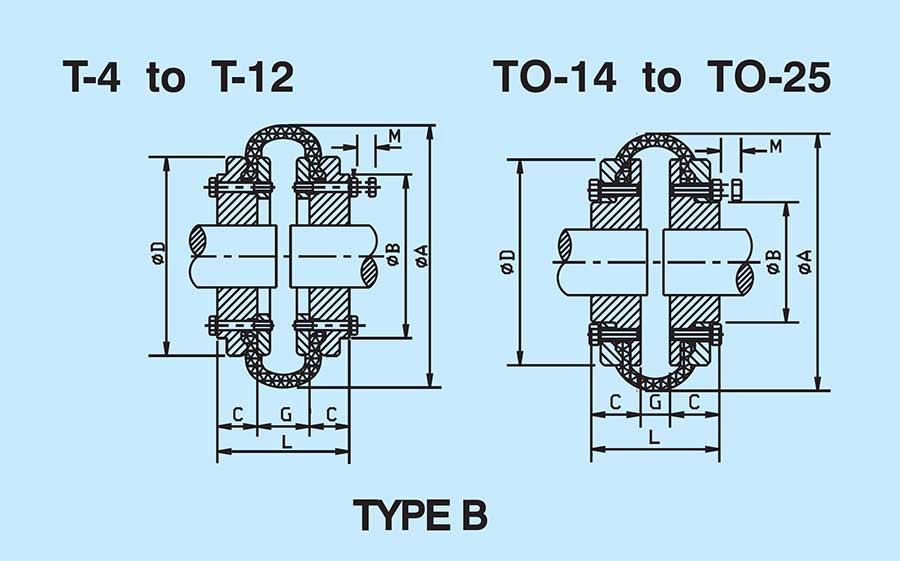 T-4 to T-12
TO-14 to TO-25
M
øD
øB
øA
C G C
L
M
øD
øB
øA
C G C
L
TYPE B